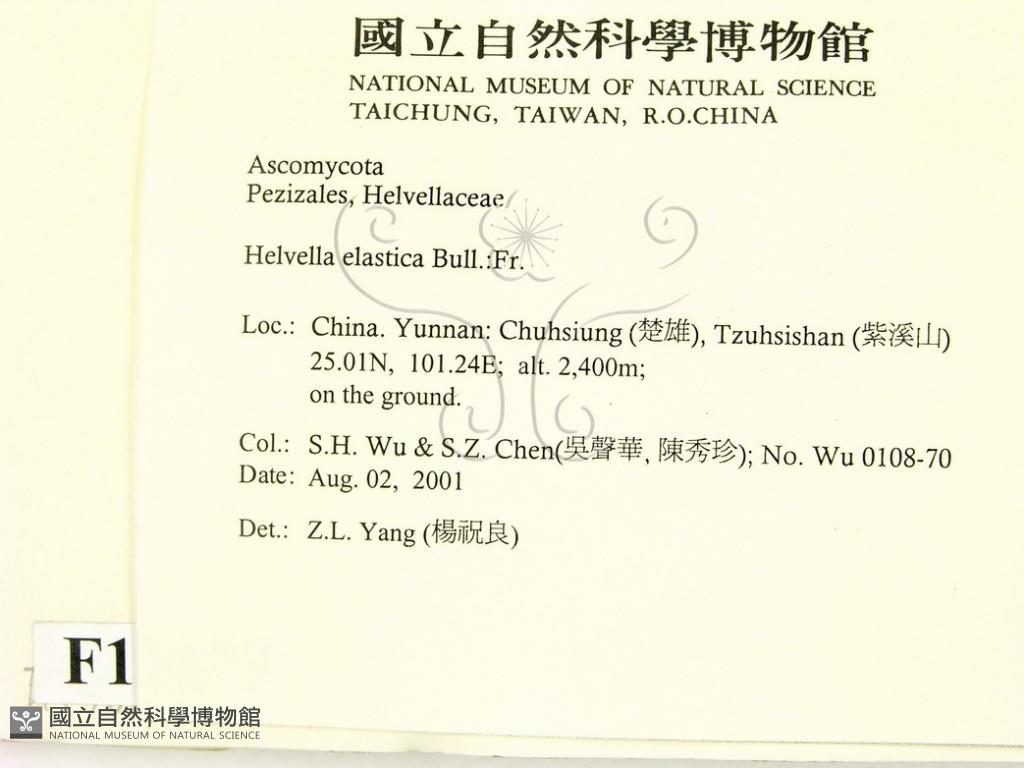 國立自然科學博物館
NATIONAL MUSEUM OF NATURAL SCIENCE
TAICHUNG, TAIWAN, R.O.CHINA
Ascomycota
Pezizales, Helvellaceae
Helvella elastica Bull.:Fr.
Loc.: China. Yunnan: Chuhsiung (楚雄), Tzuhsishan (紫溪山)
25.01N, 101.24E; alt. 2,400m;
on the ground.
Col.: S.H. Wu & S.Z. Chen(吳聲華, 陳秀珍); No. Wu 0108-70
Date: Aug. 02, 2001
Det.: Z.L. Yang (楊祝良)
F1
國立自然科學博物館
NATIONAL MUSEUM OF NATURAL SCIENCE